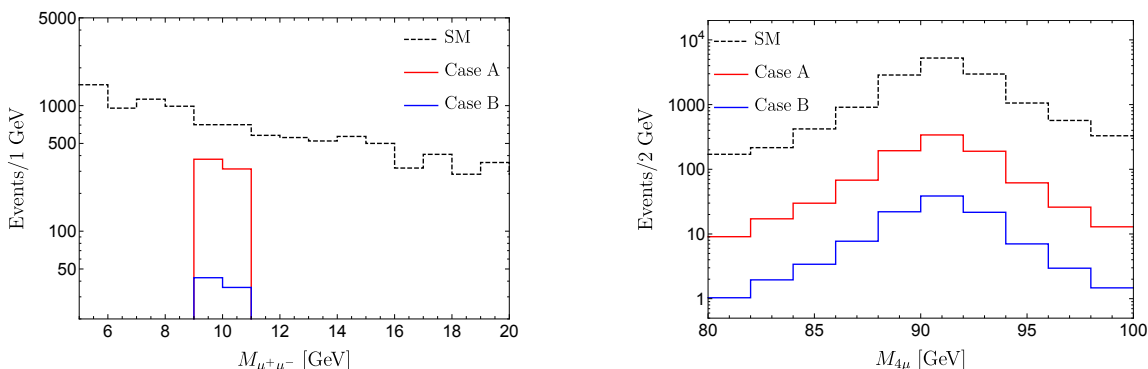 5000
1000
500
100
50
6 8 10 12 14 16 18 20
Events/1 GeV
M_{μ⁺μ⁻} [GeV]
SM
Case A
Case B
10⁴
1000
100
10
1
80 85 90 95 100
Events/2 GeV
M_{4μ} [GeV]
SM
Case A
Case B